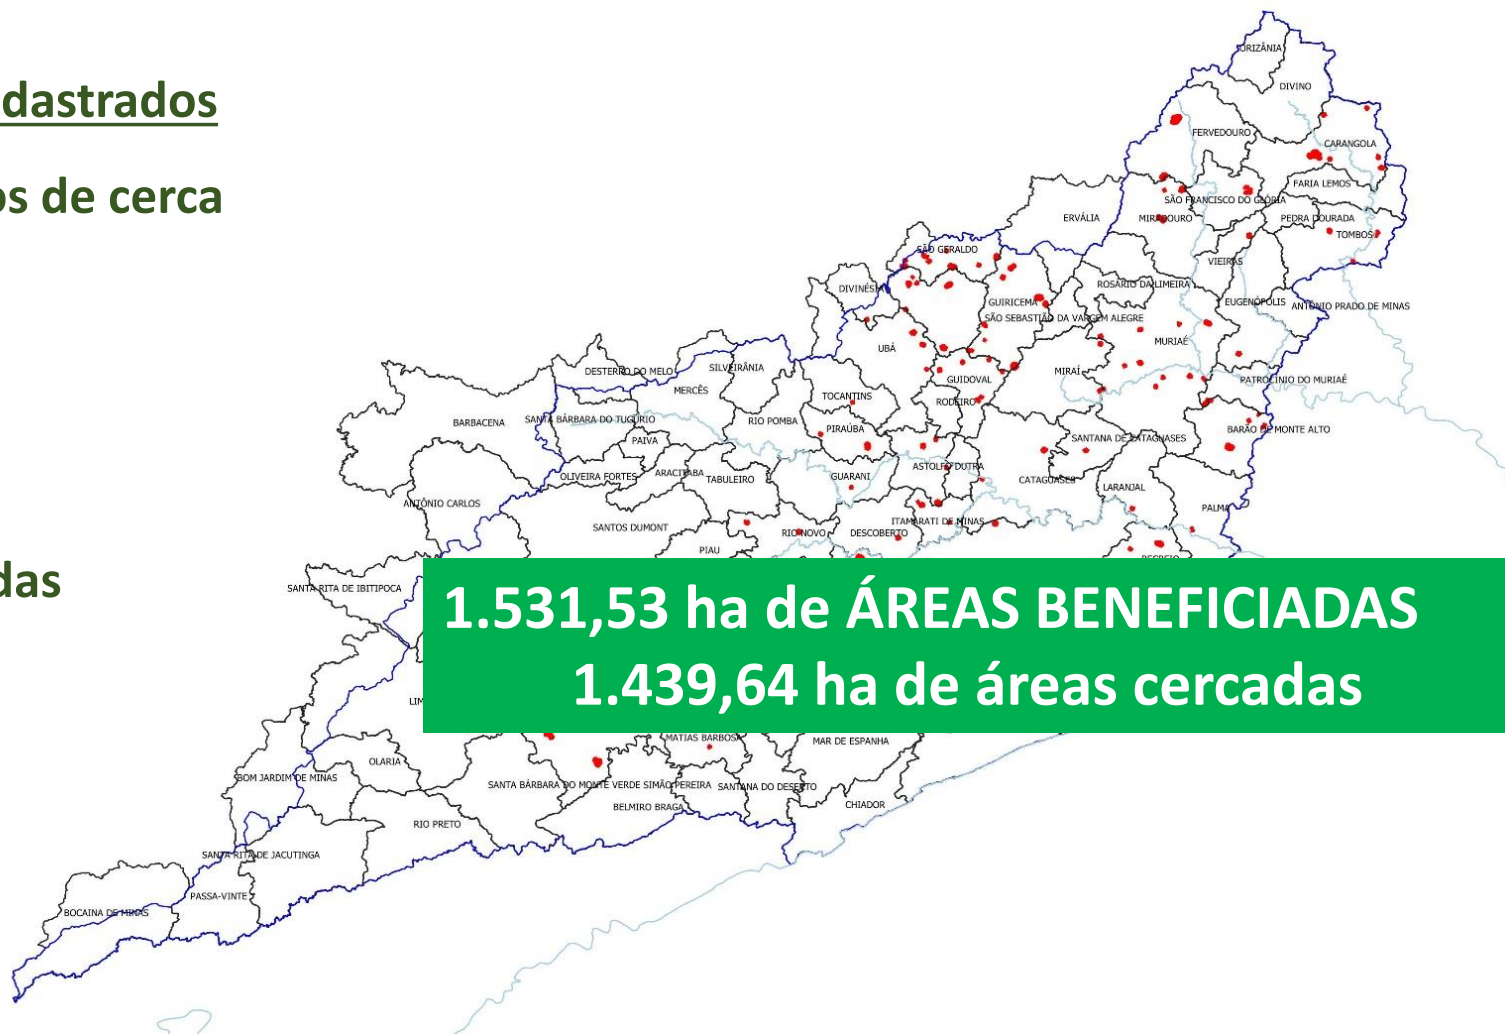 dastrados
os de cerca
das
1.531,53 ha de ÁREAS BENEFICIADAS
1.439,64 ha de áreas cercadas
ORIZÂNIA
DIVINO
FERVEDOURO
CARANGOLA
FARIA LEMOS
SÃO FRANCISCO DO GLÓRIA
ERVÁLIA
MIRADOURO
PEDRA DOURADA
TOMBOS
SÃO GERALDO
VIEIRAS
DIVINÉSIA
ROSÁRIO DA LIMEIRA
GUIRICEMA
EUGENÓPOLIS
ANTÔNIO PRADO DE MINAS
SÃO SEBASTIÃO DA VARGEM ALEGRE
UBÁ
MURIAÉ
DESTERRO DO MELO
SILVEIRÂNIA
MIRAÍ
GUIDOVAL
PATROCÍNIO DO MURIAÉ
MERCÊS
TOCANTINS
RODEIRO
BARBACENA
SANTA BÁRBARA DO TUGÚRIO
RIO POMBA
PIRAÚBA
BARÃO DE MONTE ALTO
PAIVA
SANTANA DE CATAGUASES
OLIVEIRA FORTES
ARACITABA
TABULEIRO
GUARANI
ASTOLFO DUTRA
CATAGUASES
LARANJAL
ANTÔNIO CARLOS
PALMA
SANTOS DUMONT
RIO NOVO
DESCOBERTO
ITAMARATI DE MINAS
PIAU
RECREIO
SANTA RITA DE IBITIPOCA
LIM
MATIAS BARBOSA
MAR DE ESPANHA
OLARIA
BOM JARDIM DE MINAS
SANTA BÁRBARA DO MONTE VERDE
SIMÃO PEREIRA
SANTANA DO DESERTO
BELMIRO BRAGA
CHIADOR
RIO PRETO
SANTA RITA DE JACUTINGA
PASSA-VINTE
BOCAINA DE MINAS